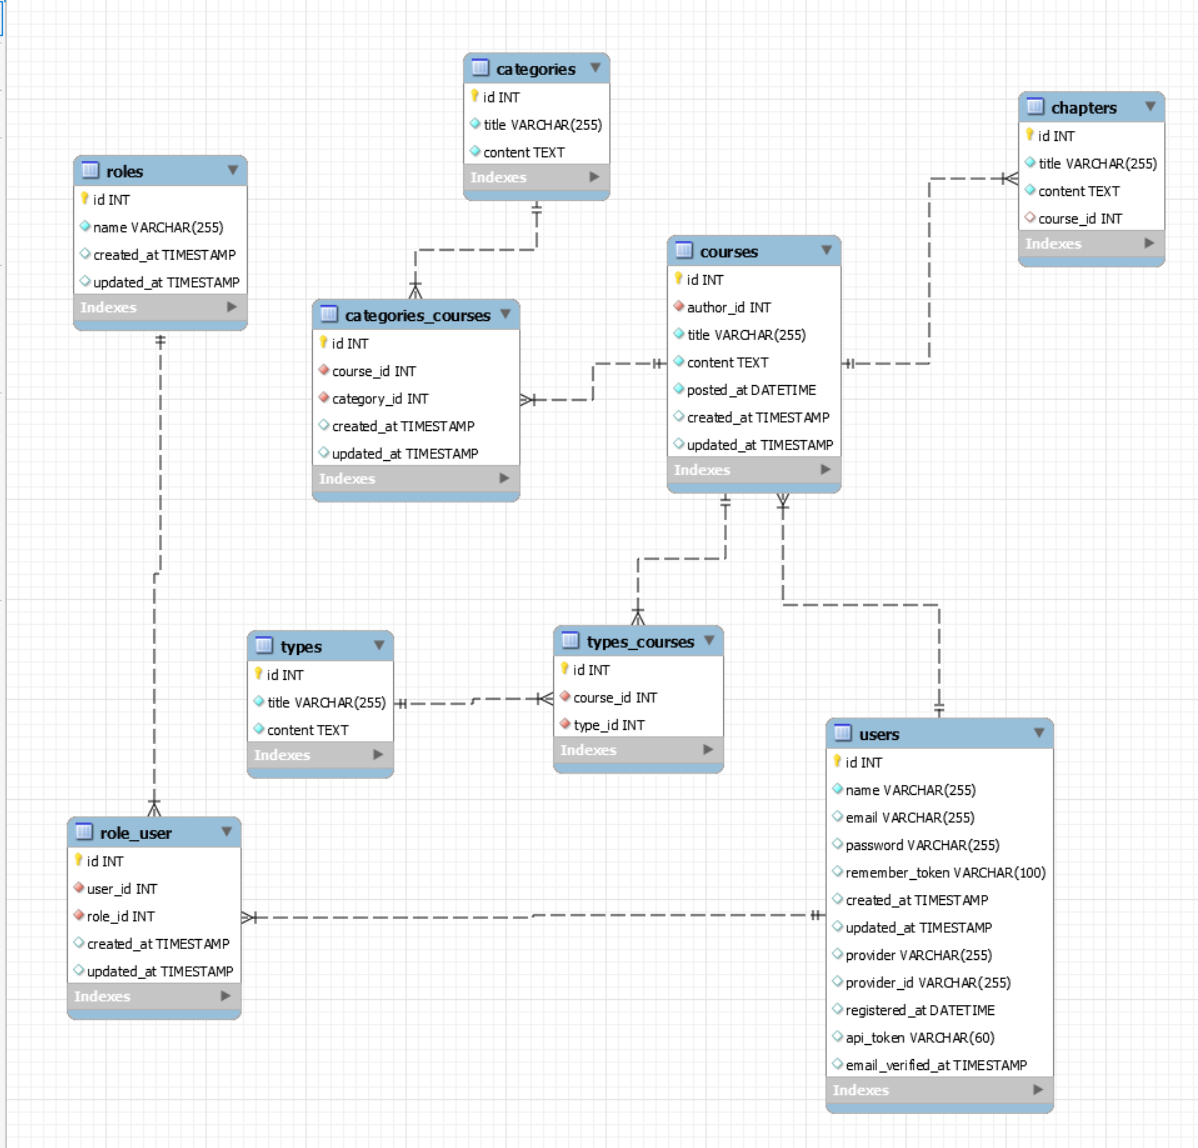 categories
id INT
title VARCHAR(255)
content TEXT
Indexes
chapters
id INT
title VARCHAR(255)
content TEXT
course_id INT
Indexes
roles
id INT
name VARCHAR(255)
created_at TIMESTAMP
updated_at TIMESTAMP
Indexes
courses
id INT
author_id INT
title VARCHAR(255)
content TEXT
posted_at DATETIME
created_at TIMESTAMP
updated_at TIMESTAMP
Indexes
categories_courses
id INT
course_id INT
category_id INT
created_at TIMESTAMP
updated_at TIMESTAMP
Indexes
types
id INT
title VARCHAR(255)
content TEXT
Indexes
types_courses
id INT
course_id INT
type_id INT
Indexes
users
id INT
name VARCHAR(255)
email VARCHAR(255)
password VARCHAR(255)
remember_token VARCHAR(100)
created_at TIMESTAMP
updated_at TIMESTAMP
provider VARCHAR(255)
provider_id VARCHAR(255)
registered_at DATETIME
api_token VARCHAR(60)
email_verified_at TIMESTAMP
Indexes
role_user
id INT
user_id INT
role_id INT
created_at TIMESTAMP
updated_at TIMESTAMP
Indexes